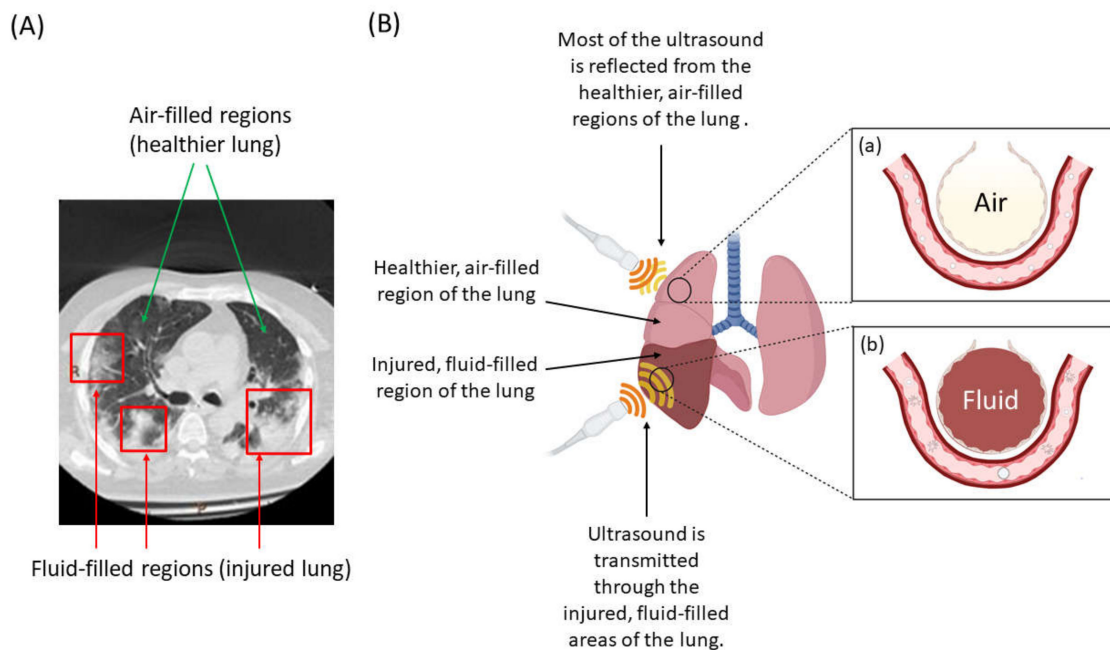 (A)
Air-filled regions
(healthier lung)
Fluid-filled regions (injured lung)
(B)
Most of the ultrasound
is reflected from the
healthier, air-filled
regions of the lung .
Healthier, air-filled
region of the lung
Injured, fluid-filled
region of the lung
Ultrasound is
transmitted
through the
injured, fluid-filled
areas of the lung.
(a)
Air
(b)
Fluid